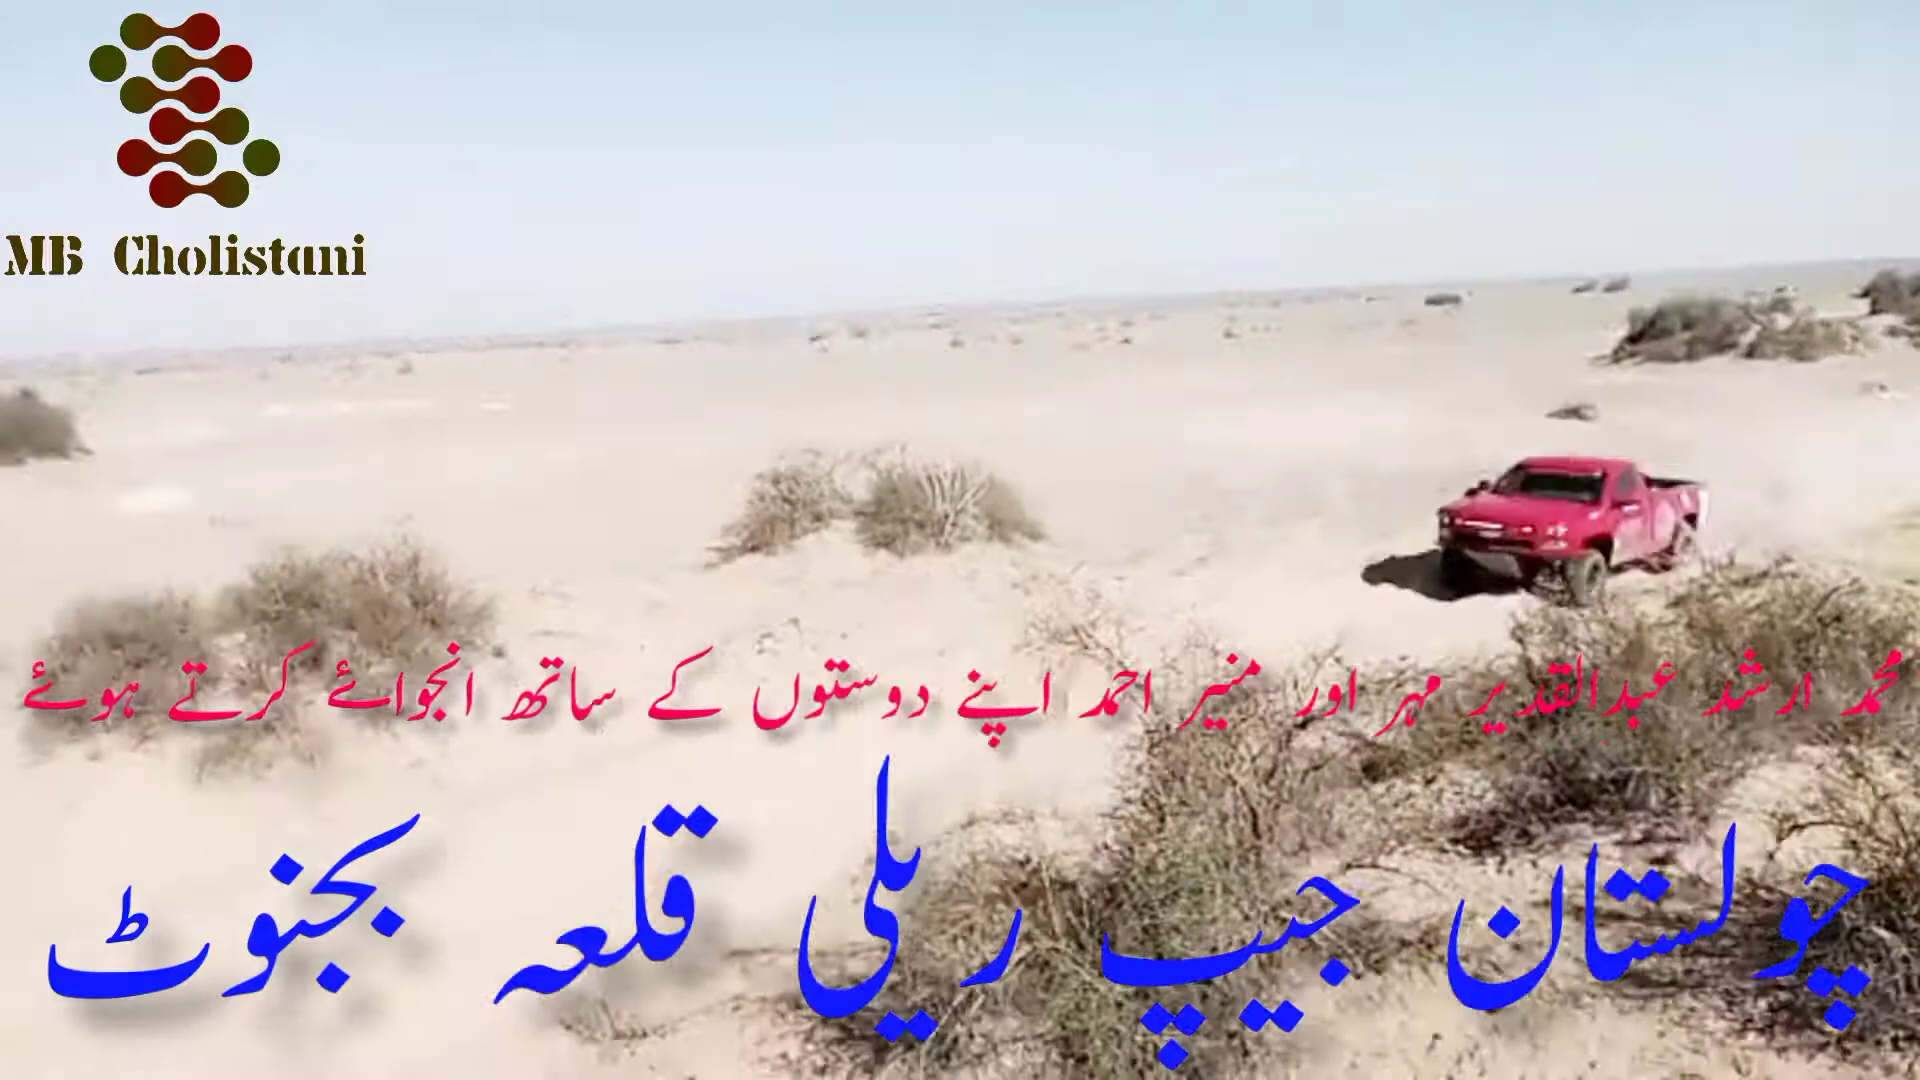 MB Cholistani
محمد ارشد عبدالقدیر مہر اور منیر احمد اپنے دوستوں کے ساتھ انجوائے کرتے ہوئے
چولستان جیپ ریلی قلعہ بجنوٹ